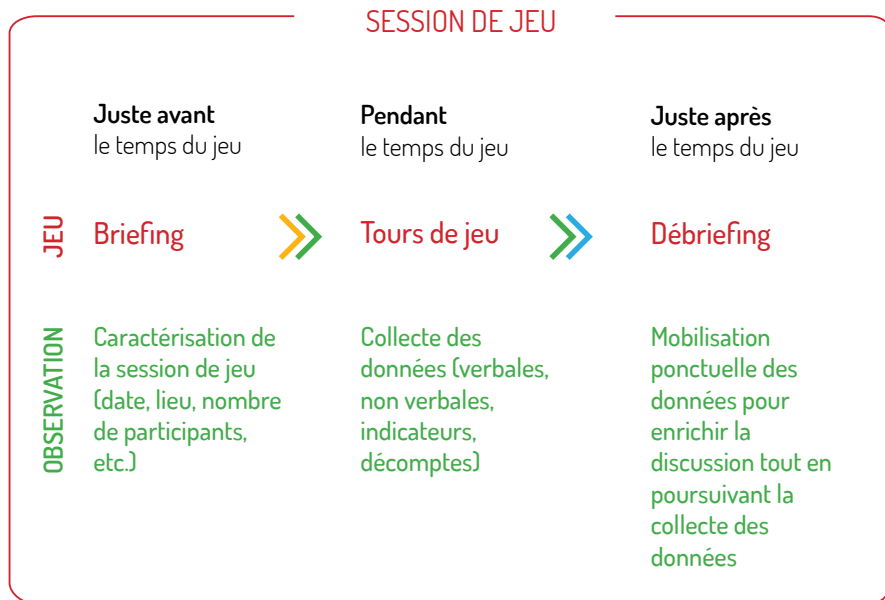 SESSION DE JEU
Juste avant
le temps du jeu
Pendant
le temps du jeu
Juste après
le temps du jeu
JEU
Briefing
Tours de jeu
Débriefing
OBSERVATION
Caractérisation de
la session de jeu
(date, lieu, nombre
de participants,
etc.)
Collecte des
données (verbales,
non verbales,
indicateurs,
décomptes)
Mobilisation
ponctuelle des
données pour
enrichir la
discussion tout en
poursuivant la
collecte des
données